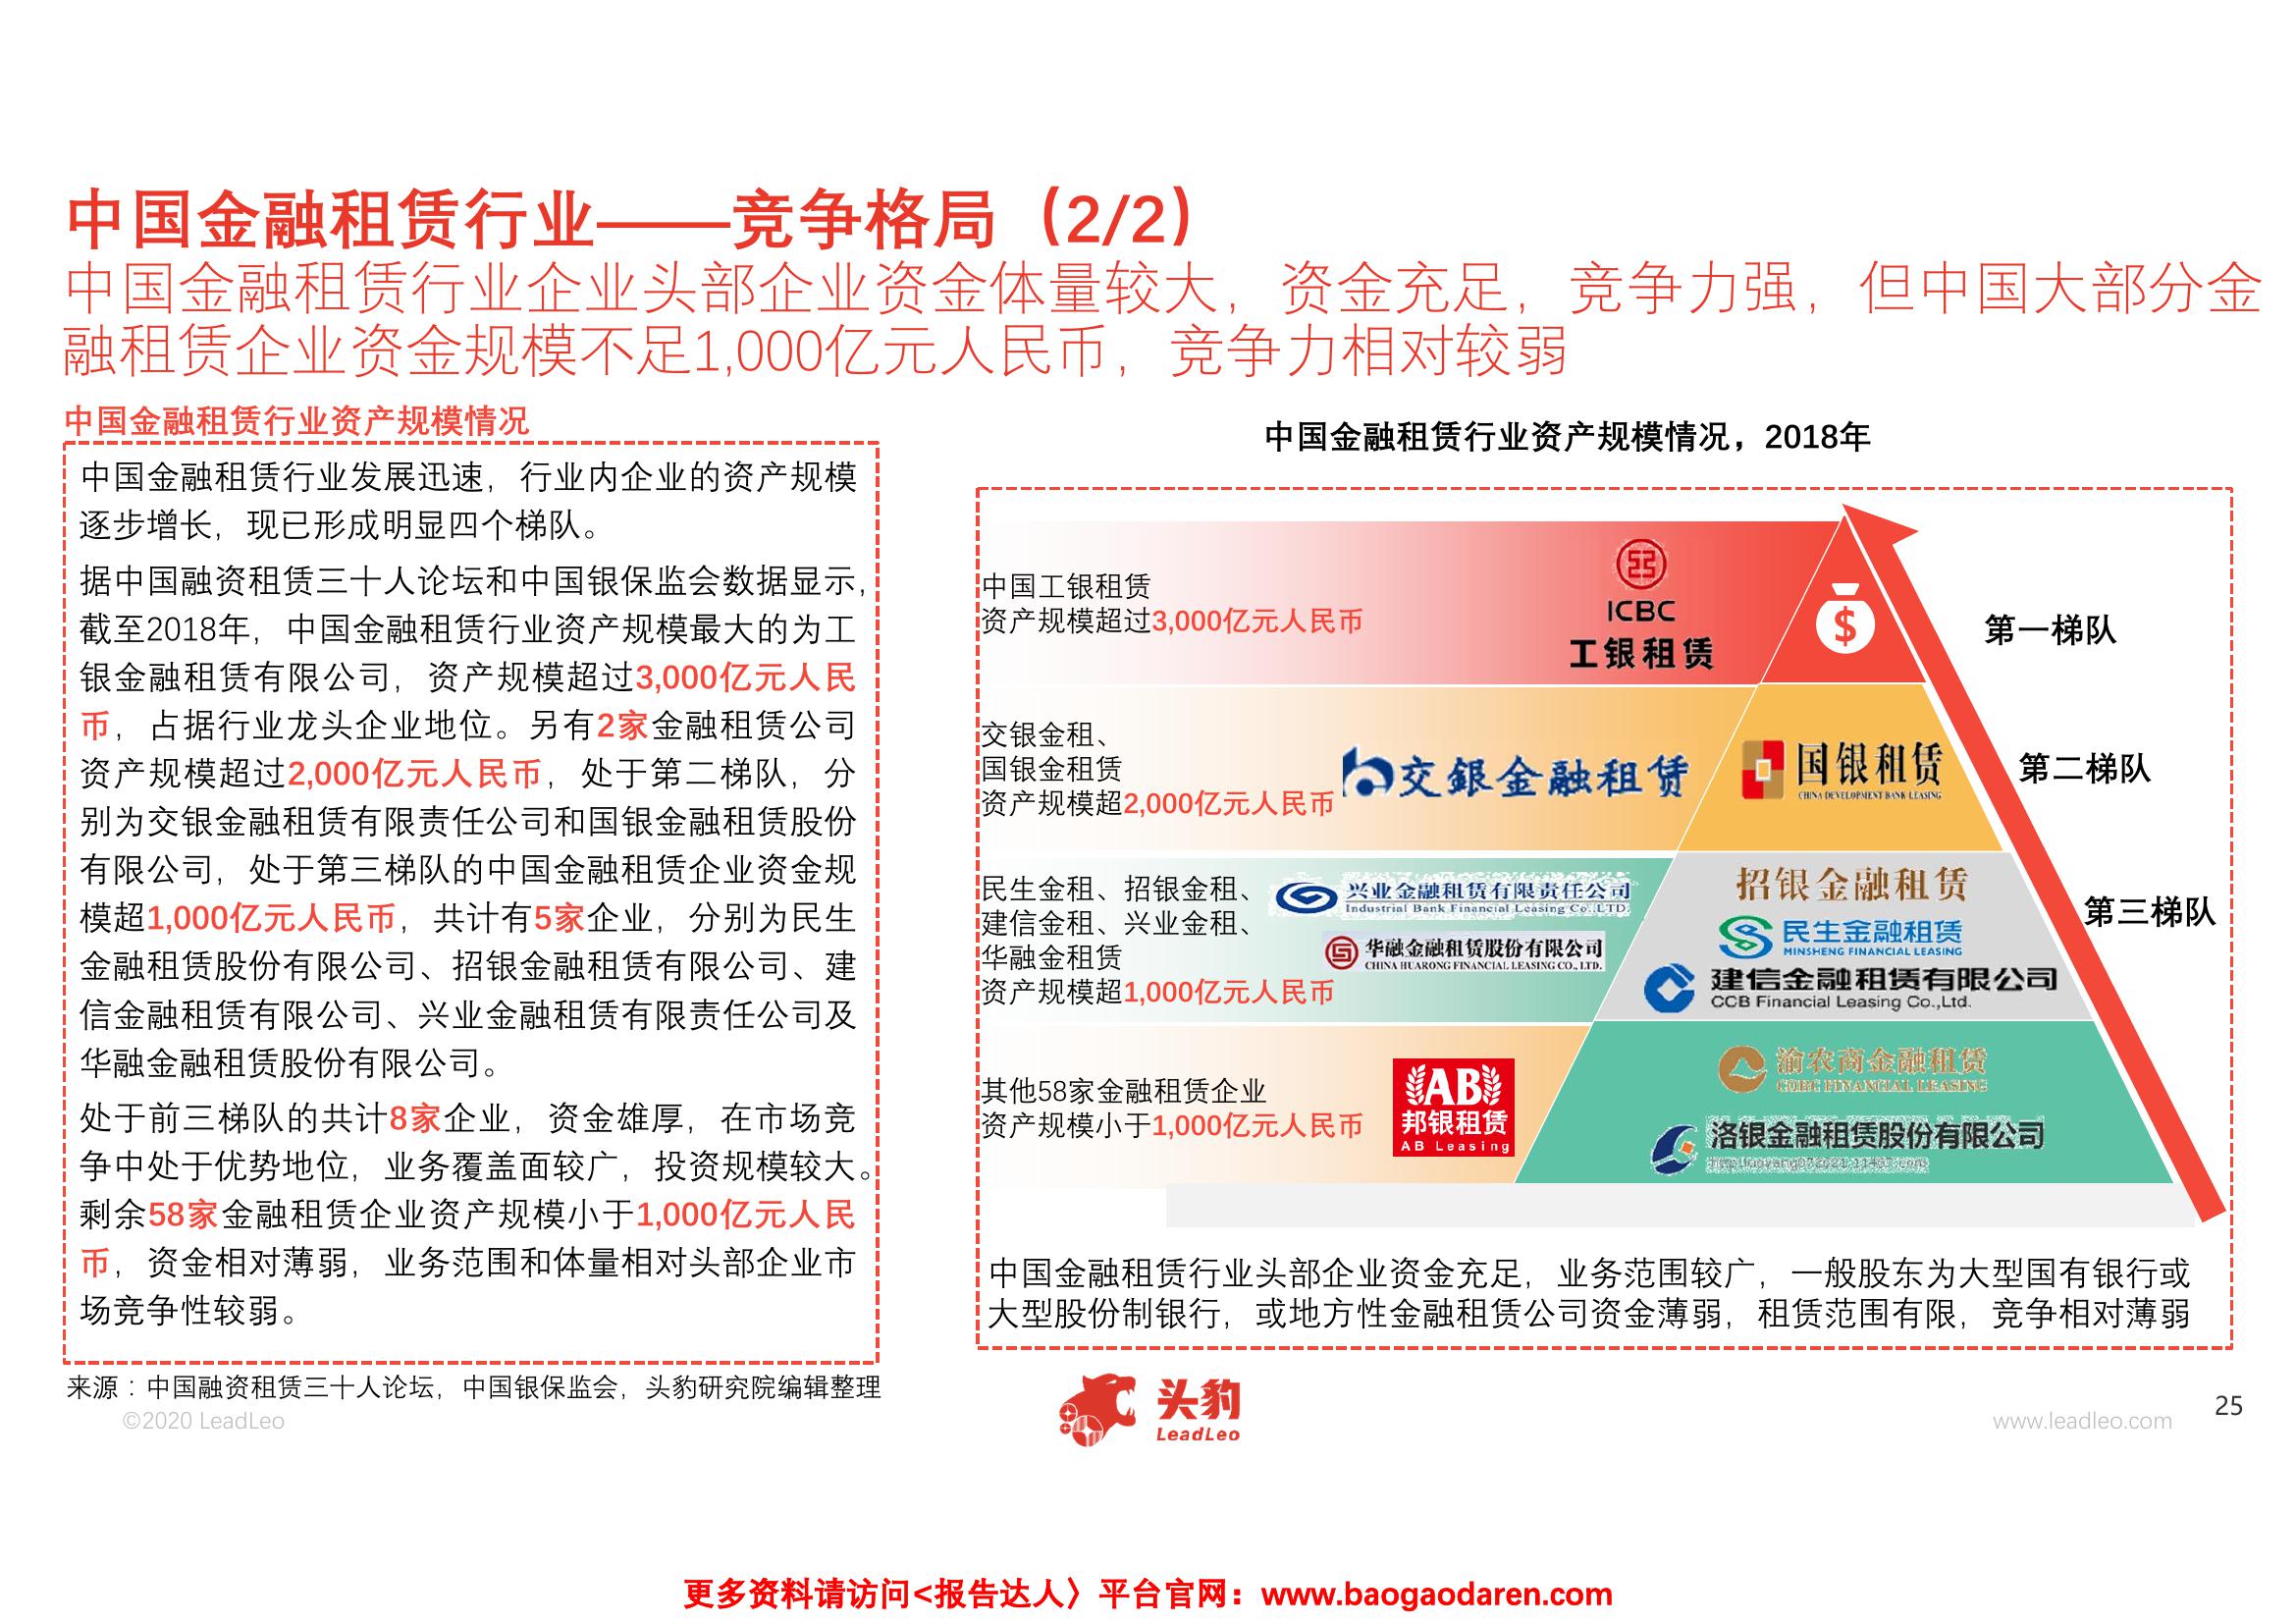 中国金融租赁行业——竞争格局（2/2）
中国金融租赁行业企业头部企业资金体量较大，资金充足，竞争力强，但中国大部分金
融租赁企业资金规模不足1,000亿元人民币，竞争力相对较弱
中国金融租赁行业资产规模情况
中国金融租赁行业发展迅速，行业内企业的资产规模
逐步增长，现已形成明显四个梯队。
据中国融资租赁三十人论坛和中国银保监会数据显示，
截至2018年，中国金融租赁行业资产规模最大的为工
银金融租赁有限公司，资产规模超过3,000亿元人民
币，占据行业龙头企业地位。另有2家金融租赁公司
资产规模超过2,000亿元人民币，处于第二梯队，分
别为交银金融租赁有限责任公司和国银金融租赁股份
有限公司，处于第三梯队的中国金融租赁企业资金规
模超1,000亿元人民币，共计有5家企业，分别为民生
金融租赁股份有限公司、招银金融租赁有限公司、建
信金融租赁有限公司、兴业金融租赁有限责任公司及
华融金融租赁股份有限公司。
处于前三梯队的共计8家企业，资金雄厚，在市场竞
争中处于优势地位，业务覆盖面较广，投资规模较大。
剩余58家金融租赁企业资产规模小于1,000亿元人民
币，资金相对薄弱，业务范围和体量相对头部企业市
场竞争性较弱。
中国金融租赁行业资产规模情况，2018年
中国工银租赁
资产规模超过3,000亿元人民币
ICBC
工银租赁
$
第一梯队
交银金租、
国银金租赁
资产规模超2,000亿元人民币
交銀金融租赁
国银租赁
CHINA DEVELOPMENT BANK LEASING
第二梯队
民生金租、招银金租、
建信金租、兴业金租、
华融金租赁
资产规模超1,000亿元人民币
兴业金融租赁有限责任公司
Industrial Bank Financial Leasing Co.,LTD.
华融金融租赁股份有限公司
CHINA HUARONG FINANCIAL LEASING CO., LTD.
招银金融租赁
民生金融租赁
MINSHENG FINANCIAL LEASING
建信金融租赁有限公司
CCB Financial Leasing Co.,Ltd.
第三梯队
其他58家金融租赁企业
资产规模小于1,000亿元人民币
AB
邦银租赁
AB Leasing
渝农商金融租赁
CQRC FINANCIAL LEASING
洛银金融租赁股份有限公司
中国金融租赁行业头部企业资金充足，业务范围较广，一般股东为大型国有银行或
大型股份制银行，或地方性金融租赁公司资金薄弱，租赁范围有限，竞争相对薄弱
来源：中国融资租赁三十人论坛，中国银保监会，头豹研究院编辑整理
©2020 LeadLeo
头豹
LeadLeo
www.leadleo.com
25
更多资料请访问<报告达人〉平台官网：www.baogaodaren.com